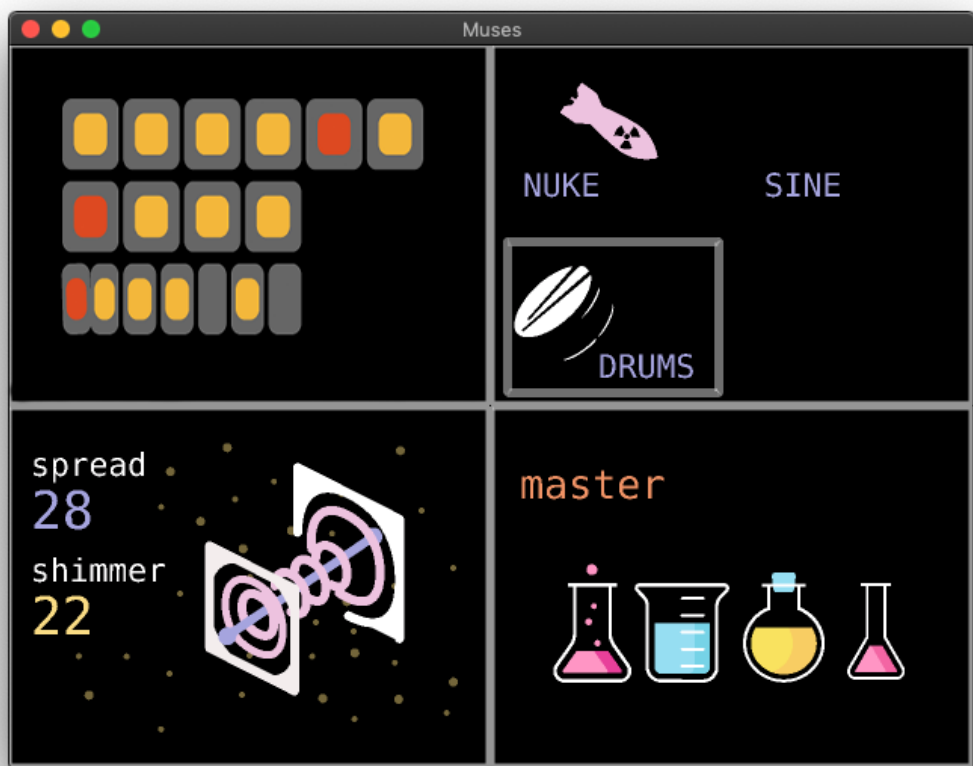 Muses
NUKE
SINE
DRUMS
spread
28
shimmer
22
master